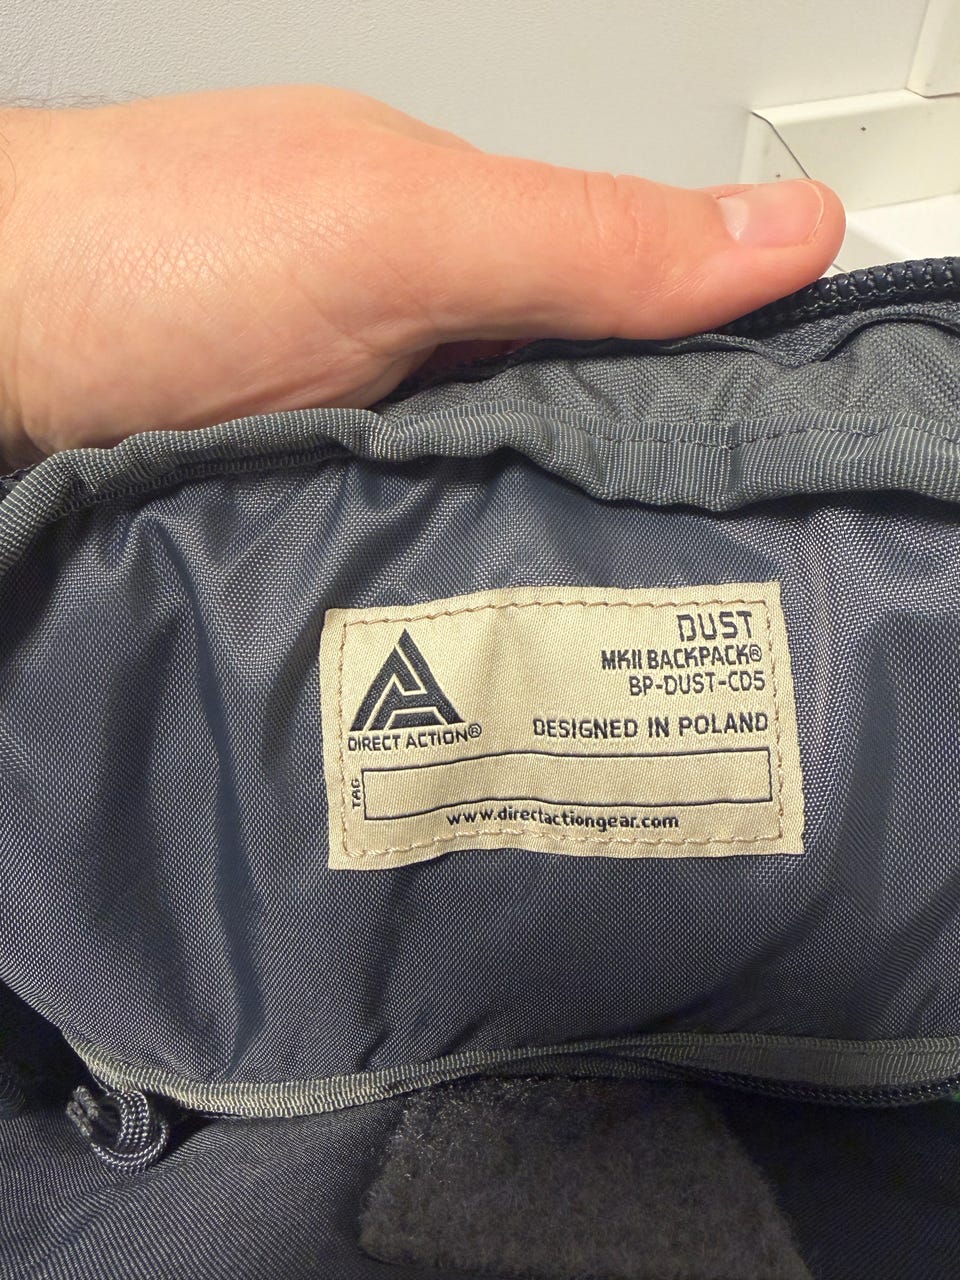 DUST
MKII BACKPACK®
BP-DUST-CD5
DIRECT ACTION®
DESIGNED IN POLAND
TAG
www.directactiongear.com